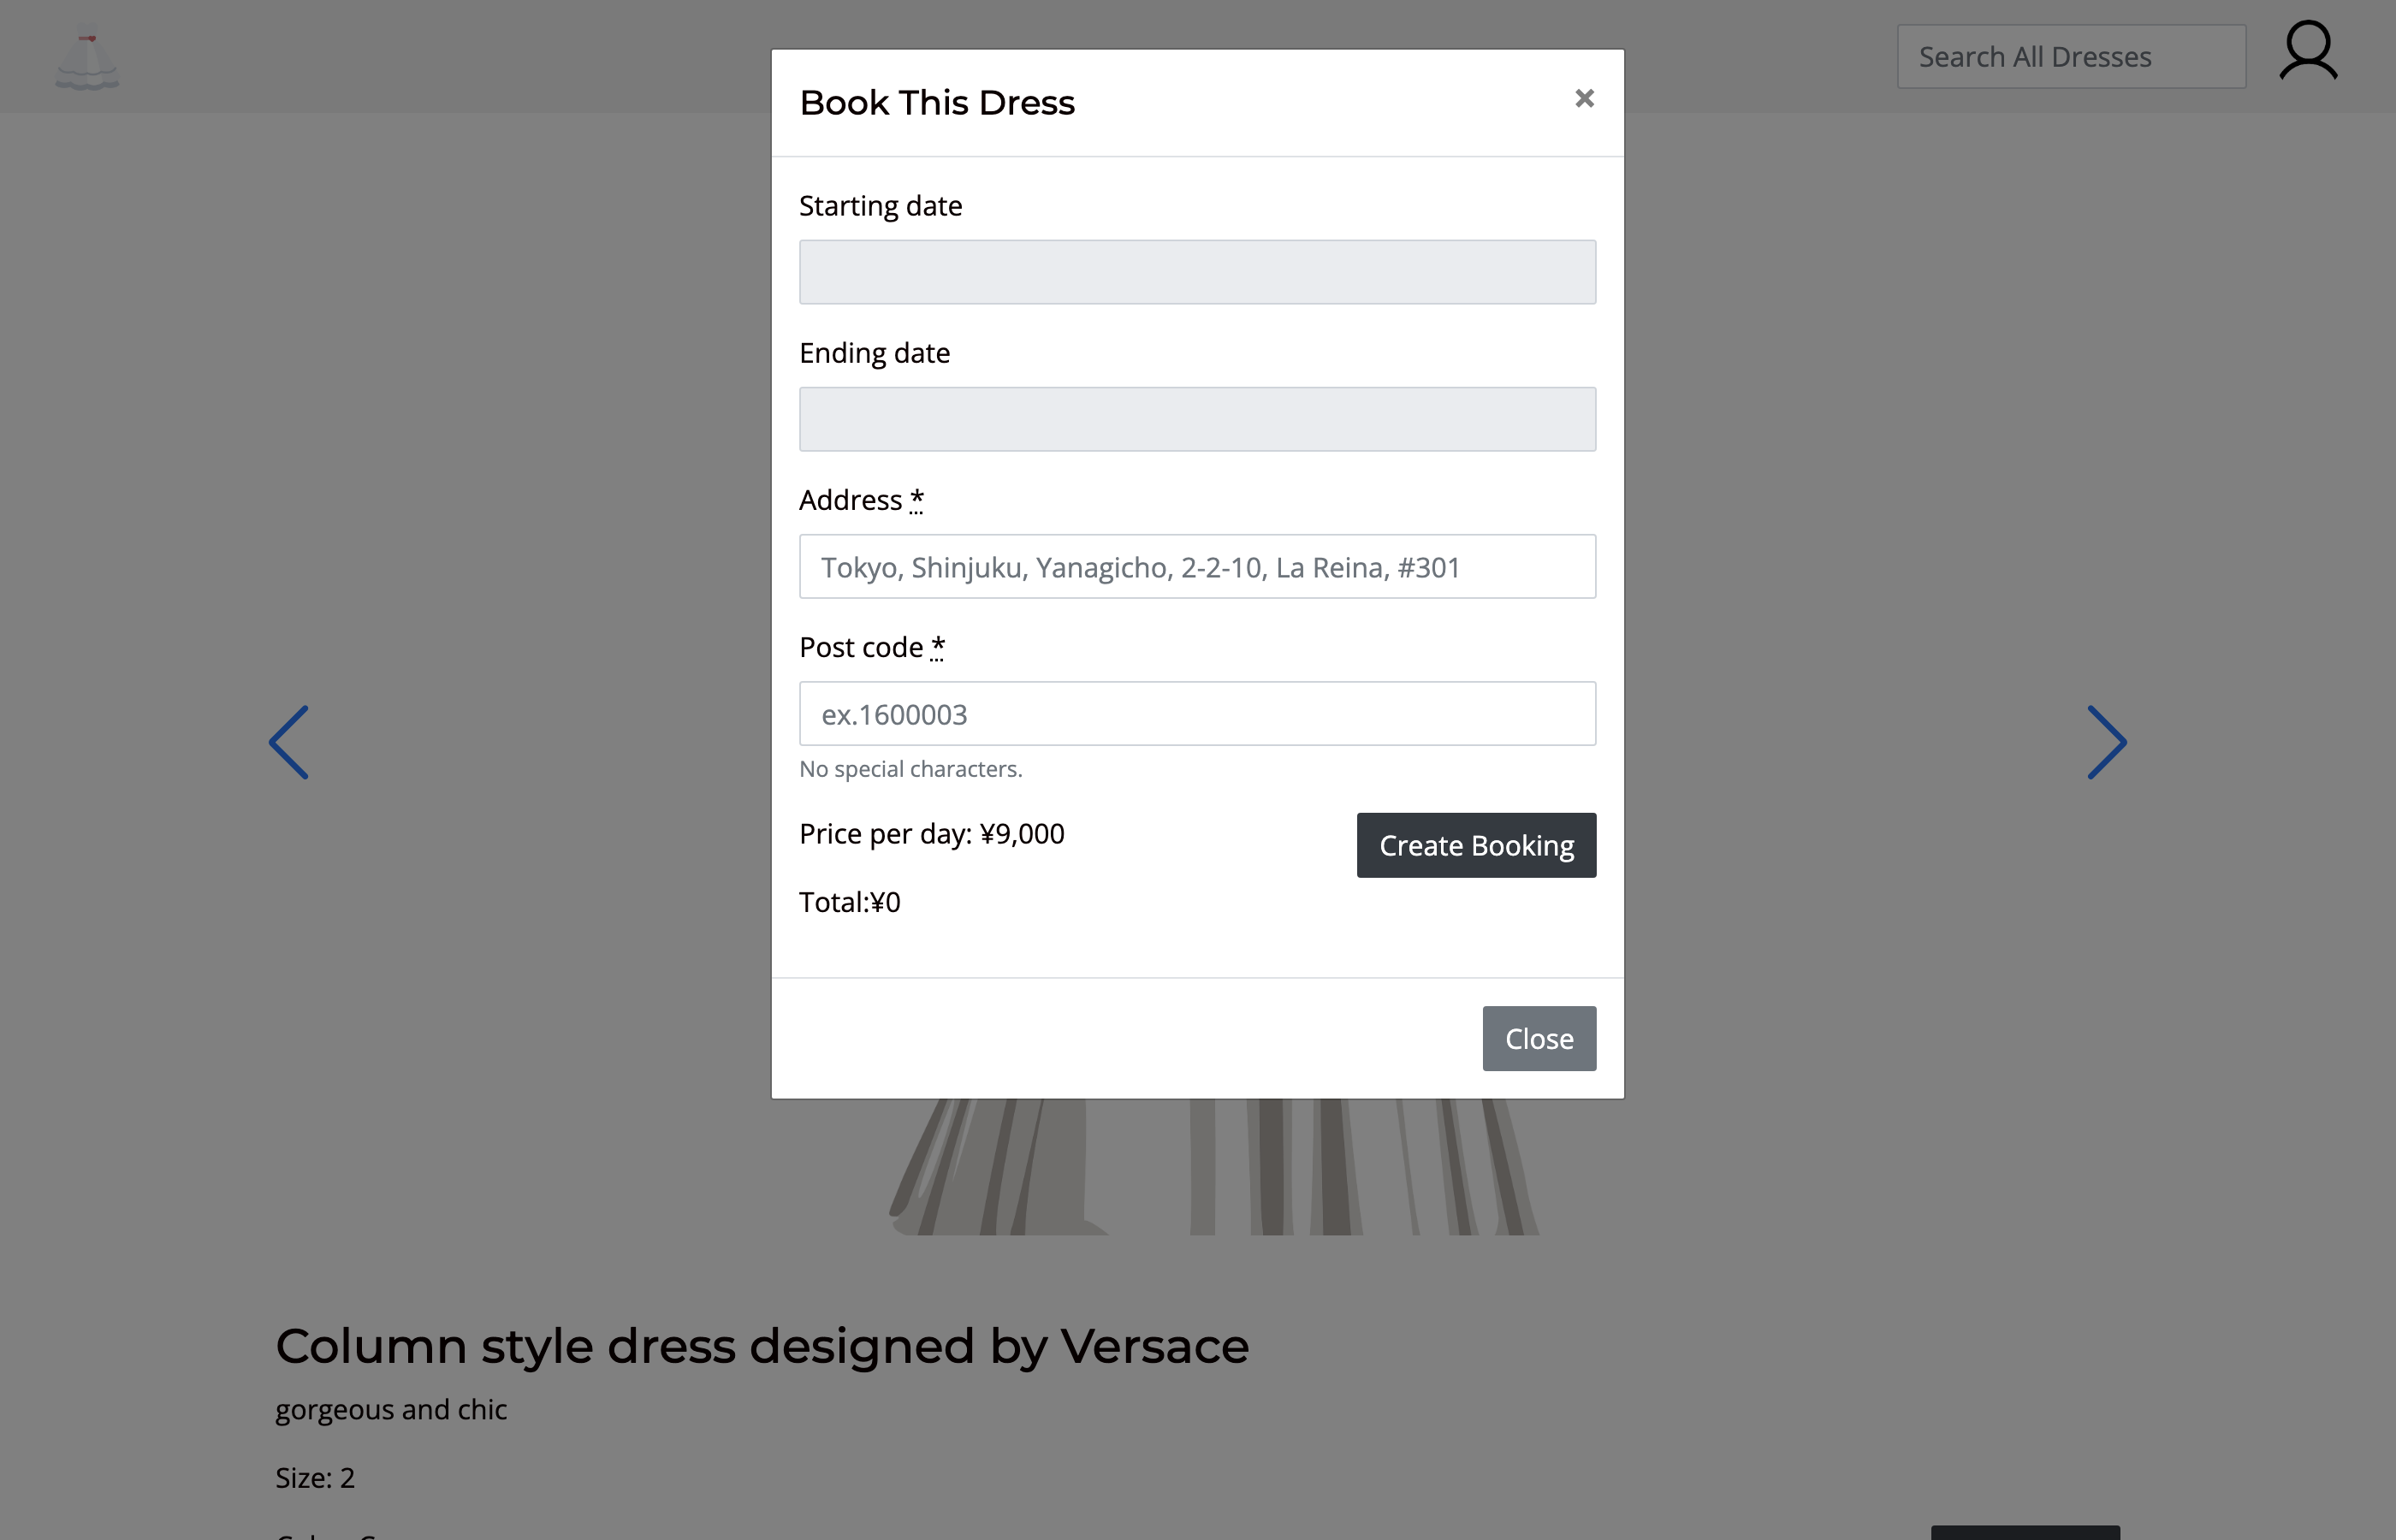 Search All Dresses
Book This Dress
×
Starting date
Ending date
Address *
Tokyo, Shinjuku, Yanagicho, 2-2-10, La Reina, #301
Post code *
ex.1600003
No special characters.
Price per day: ¥9,000
Create Booking
Total:¥0
Close
Column style dress designed by Versace
gorgeous and chic
Size: 2